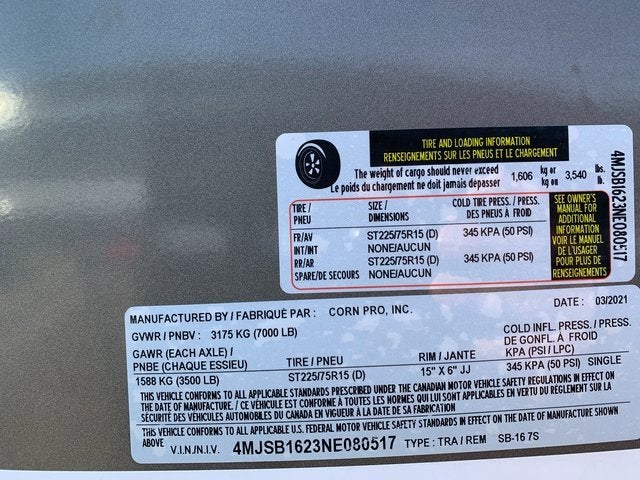 TIRE AND LOADING INFORMATION
RENSEIGNEMENTS SUR LES PNEUS ET LE CHARGEMENT
The weight of cargo should never exceed 1,606 kg or 3,540 lbs.
Le poids du chargement ne doit jamais dépasser kg ou lb.
TIRE / PNEU SIZE / DIMENSIONS COLD TIRE PRESS. / PRESS. DES PNEUS À FROID
FR/AV ST225/75R15 (D) 345 KPA (50 PSI)
INT/INT NONE/AUCUN
RR/AR ST225/75R15 (D) 345 KPA (50 PSI)
SPARE/DE SECOURS NONE/AUCUN
SEE OWNER'S
MANUAL FOR
ADDITIONAL
INFORMATION
VOIR LE MANUEL
DE L'USAGER
POUR PLUS DE
RENSEIGNEMENTS
4MJSB1623NE080517
MANUFACTURED BY / FABRIQUÉ PAR : CORN PRO, INC. DATE : 03/2021
GVWR / PNBV : 3175 KG (7000 LB)
GAWR (EACH AXLE) /
PNBE (CHAQUE ESSIEU) TIRE / PNEU RIM / JANTE COLD INFL. PRESS. / PRESS. DE GONFL. À FROID KPA (PSI / LPC)
1588 KG (3500 LB) ST225/75R15 (D) 15" X 6" JJ 345 KPA (50 PSI) SINGLE
THIS VEHICLE CONFORMS TO ALL APPLICABLE STANDARDS PRESCRIBED UNDER THE CANADIAN MOTOR VEHICLE SAFETY REGULATIONS IN EFFECT ON
THE DATE OF MANUFACTURE. / CE VÉHICULE EST CONFORME À TOUTES LES NORMES QUI LUI SONT APPLICABLES EN VERTU DU RÈGLEMENT SUR LA
SÉCURITÉ DES VÉHICULES AUTOMOBILES DU CANADA EN VIGUEUR À LA DATE DE SA FABRICATION
THIS VEHICLE CONFORMS TO ALL APPLICABLE U.S. FEDERAL MOTOR VEHICLE SAFETY STANDARDS IN EFFECT ON THE DATE OF MANUFACTURE SHOWN
ABOVE
V.I.N./N.I.V. 4MJSB1623NE080517 TYPE : TRA / REM SB-16 7S